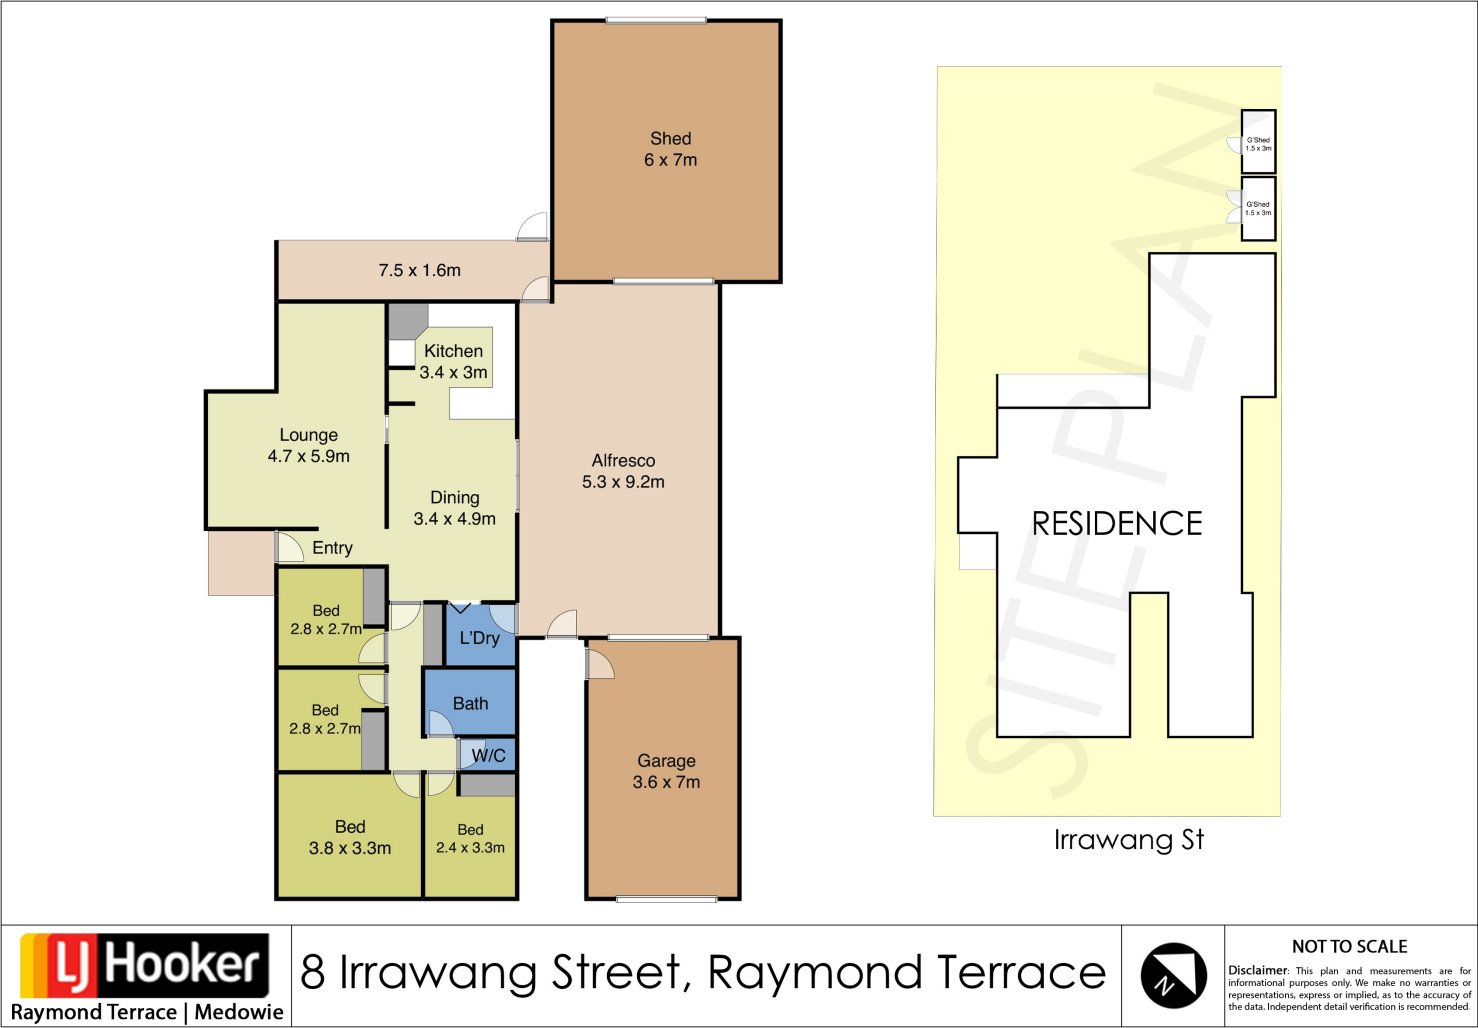 Shed
6 x 7m
7.5 x 1.6m
Kitchen
3.4 x 3m
Lounge
4.7 x 5.9m
Alfresco
5.3 x 9.2m
Dining
3.4 x 4.9m
Entry
Bed
2.8 x 2.7m
L'Dry
Bed
2.8 x 2.7m
Bath
W/C
Garage
3.6 x 7m
Bed
3.8 x 3.3m
Bed
2.4 x 3.3m
SITE PLAN
G'Shed
1.5 x 3m
G'Shed
1.5 x 3m
RESIDENCE
Irrawang St
LJ Hooker
Raymond Terrace | Medowie
8 Irrawang Street, Raymond Terrace
N
NOT TO SCALE
Disclaimer: This plan and measurements are for
informational purposes only. We make no warranties or
representations, express or implied, as to the accuracy of
the data. Independent detail verification is recommended.